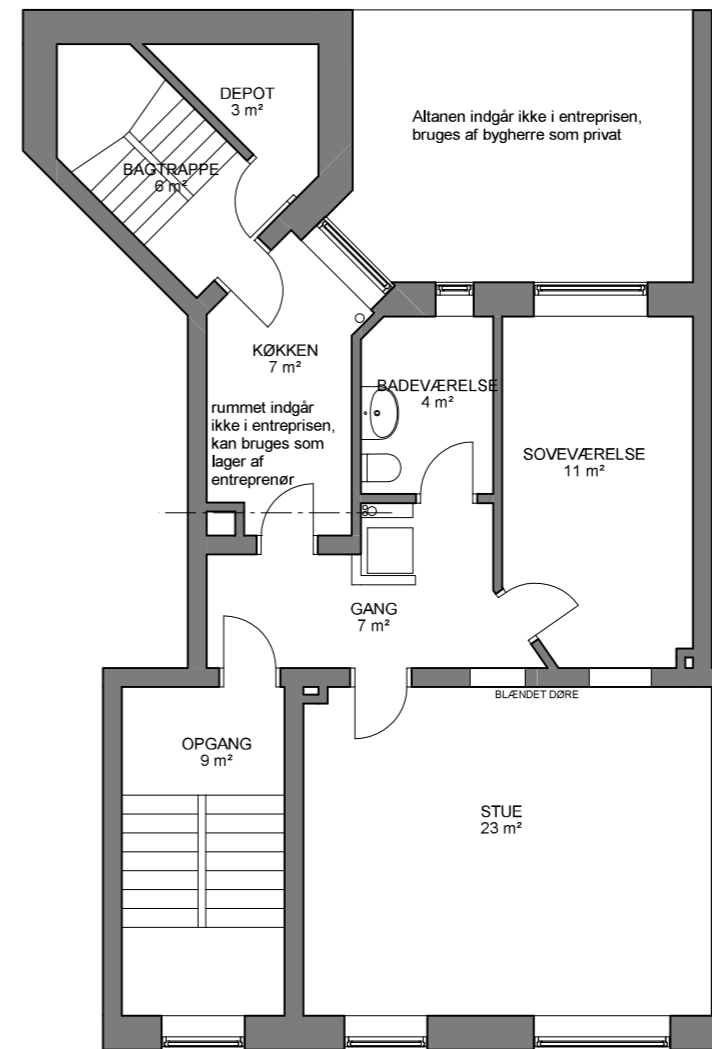 DEPOT
3 m²
Altanen indgår ikke i entreprisen,
bruges af bygherre som privat
BAGTRAPPE
6 m²
KØKKEN
7 m²
BADEVÆRELSE
4 m²
rummet indgår
ikke i entreprisen,
kan bruges som
lager af
entreprenør
SOVEVÆRELSE
11 m²
GANG
7 m²
BLÆNDET DØRE
OPGANG
9 m²
STUE
23 m²